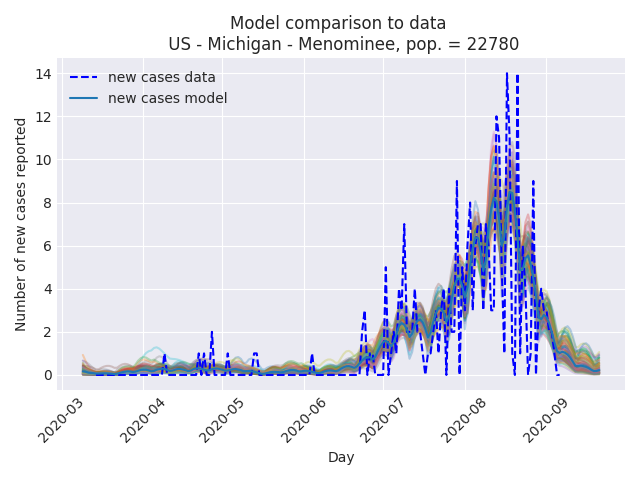 Model comparison to data
US - Michigan - Menominee, pop. = 22780
new cases data
new cases model
Number of new cases reported
14
12
10
8
6
4
2
0
2020-03
2020-04
2020-05
2020-06
2020-07
2020-08
2020-09
Day